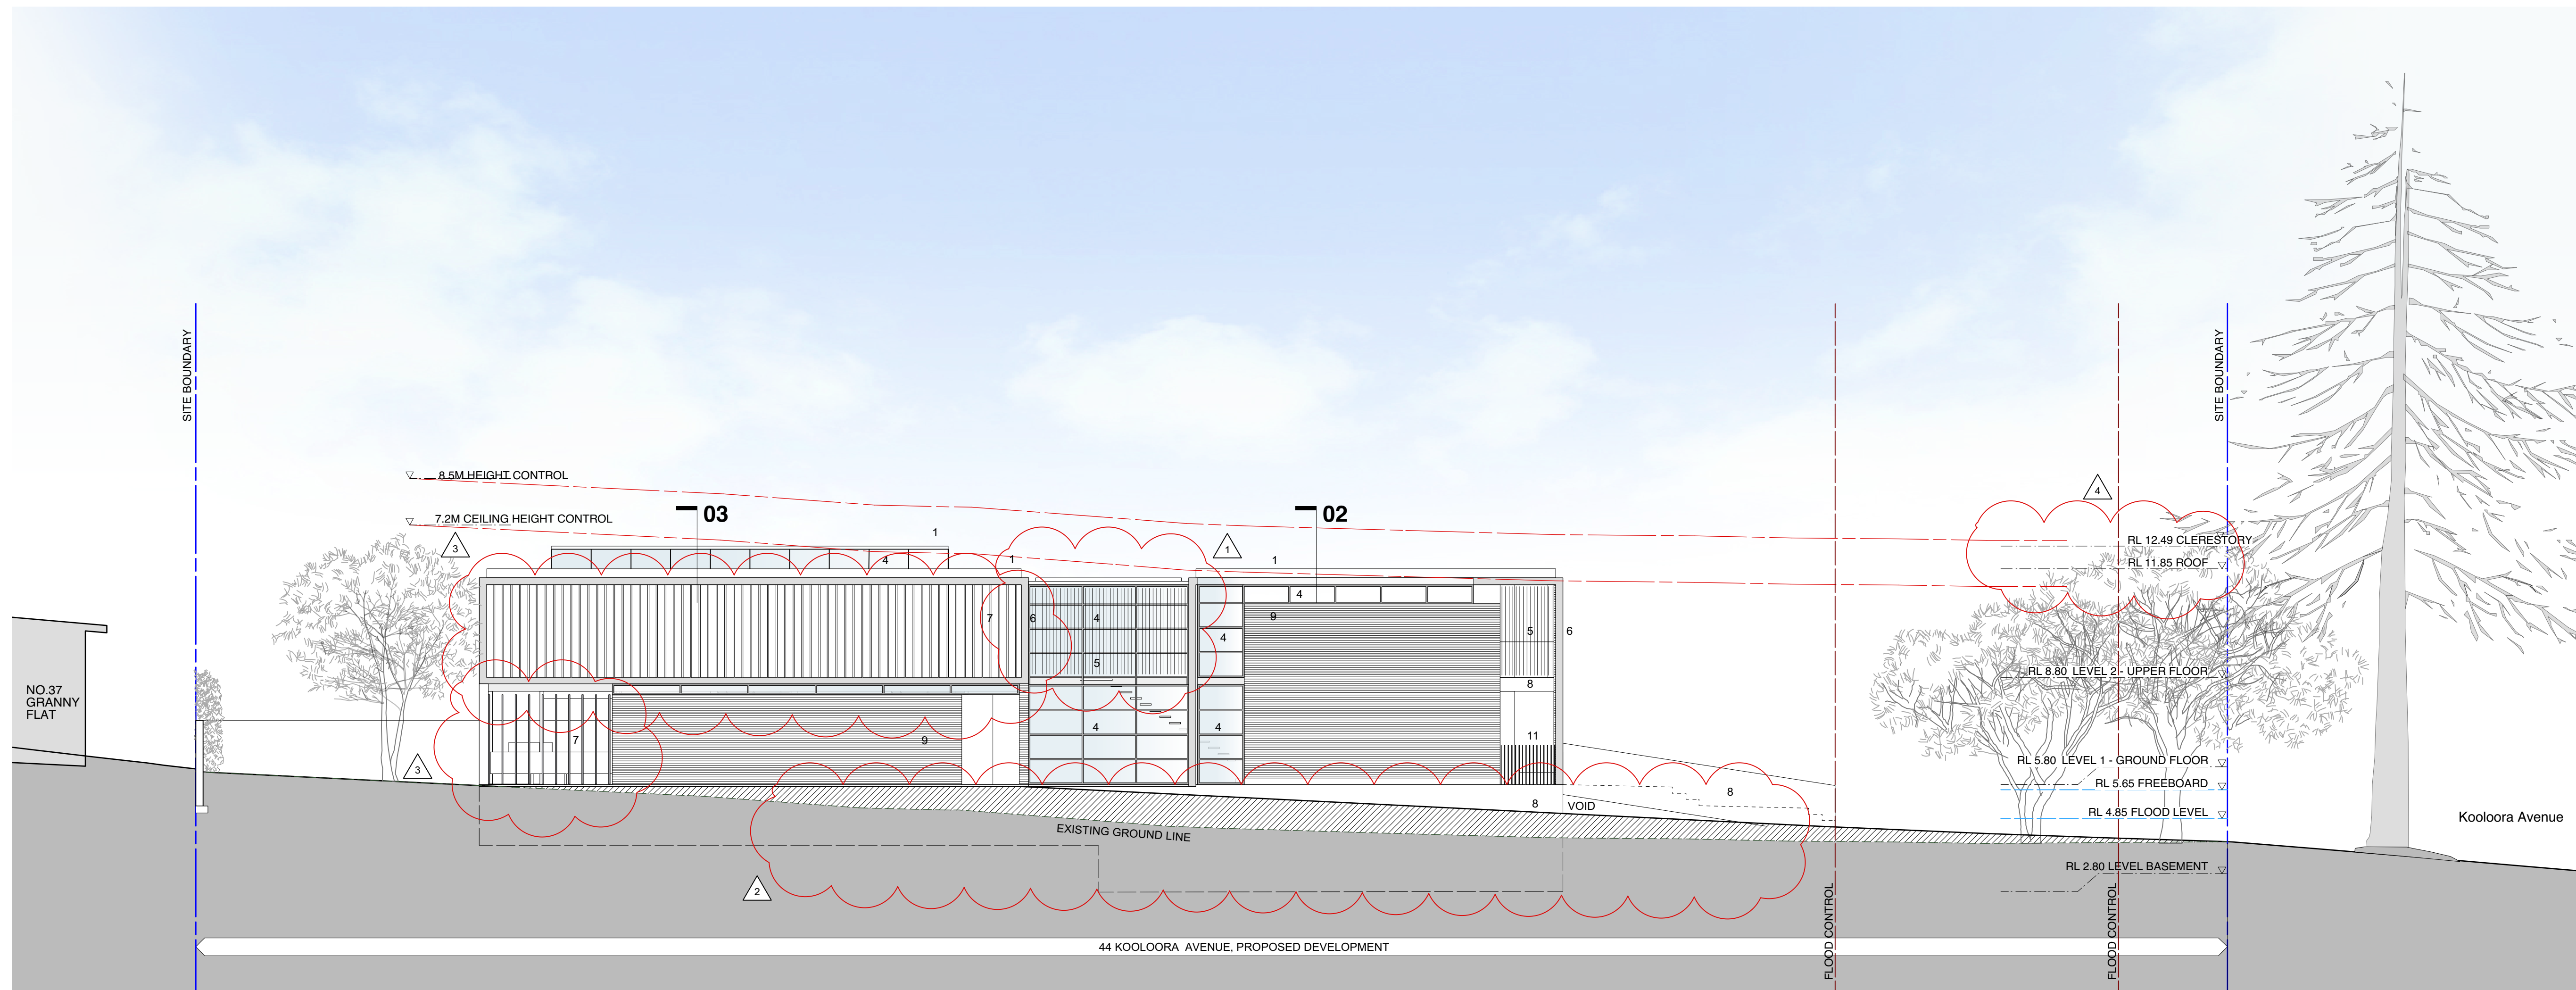 SITE BOUNDARY
SITE BOUNDARY
8.5M HEIGHT CONTROL
7.2M CEILING HEIGHT CONTROL
03
02
4
3
1
1
1
1
RL 12.49 CLERESTORY
RL 11.85 ROOF
4
4
7
6
4
9
4
5
6
5
RL 8.80 LEVEL 2 - UPPER FLOOR
8
NO.37
GRANNY
FLAT
7
9
4
4
11
RL 5.80 LEVEL 1 - GROUND FLOOR
3
RL 5.65 FREEBOARD
8
8
VOID
RL 4.85 FLOOD LEVEL
Kooloora Avenue
EXISTING GROUND LINE
RL 2.80 LEVEL BASEMENT
2
FLOOD CONTROL
FLOOD CONTROL
44 KOOLOORA AVENUE, PROPOSED DEVELOPMENT